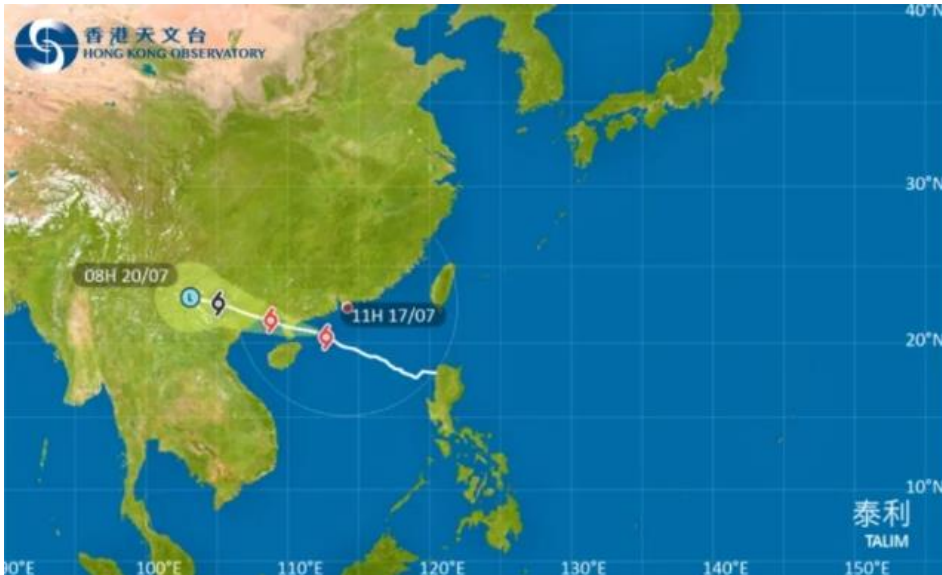 香港天文台
HONG KONG OBSERVATORY
40°N
30°N
08H 20/07
L
11H 17/07
20°N
10°N
泰利
TALIM
100°E
110°E
120°E
130°E
140°E
150°E